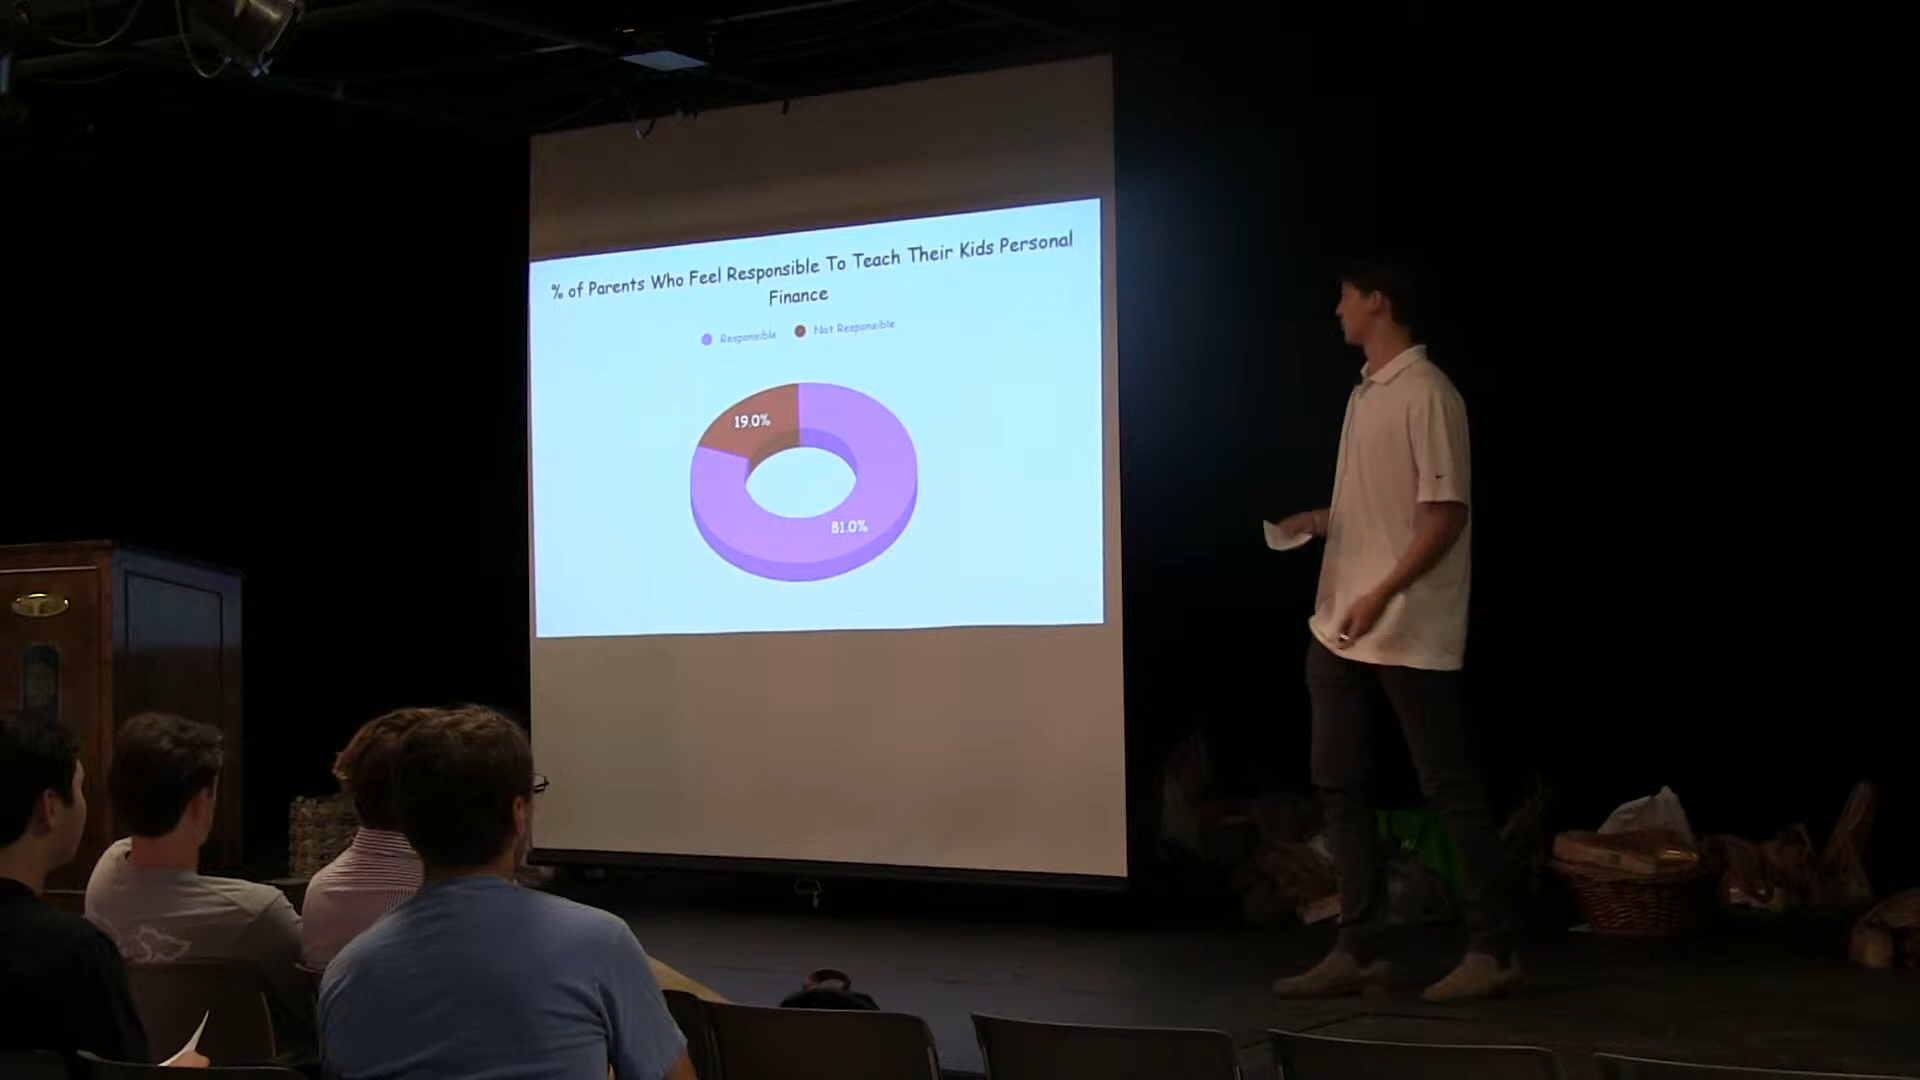 % of Parents Who Feel Responsible To Teach Their Kids Personal
Finance
Responsible
Not Responsible
19.0%
81.0%